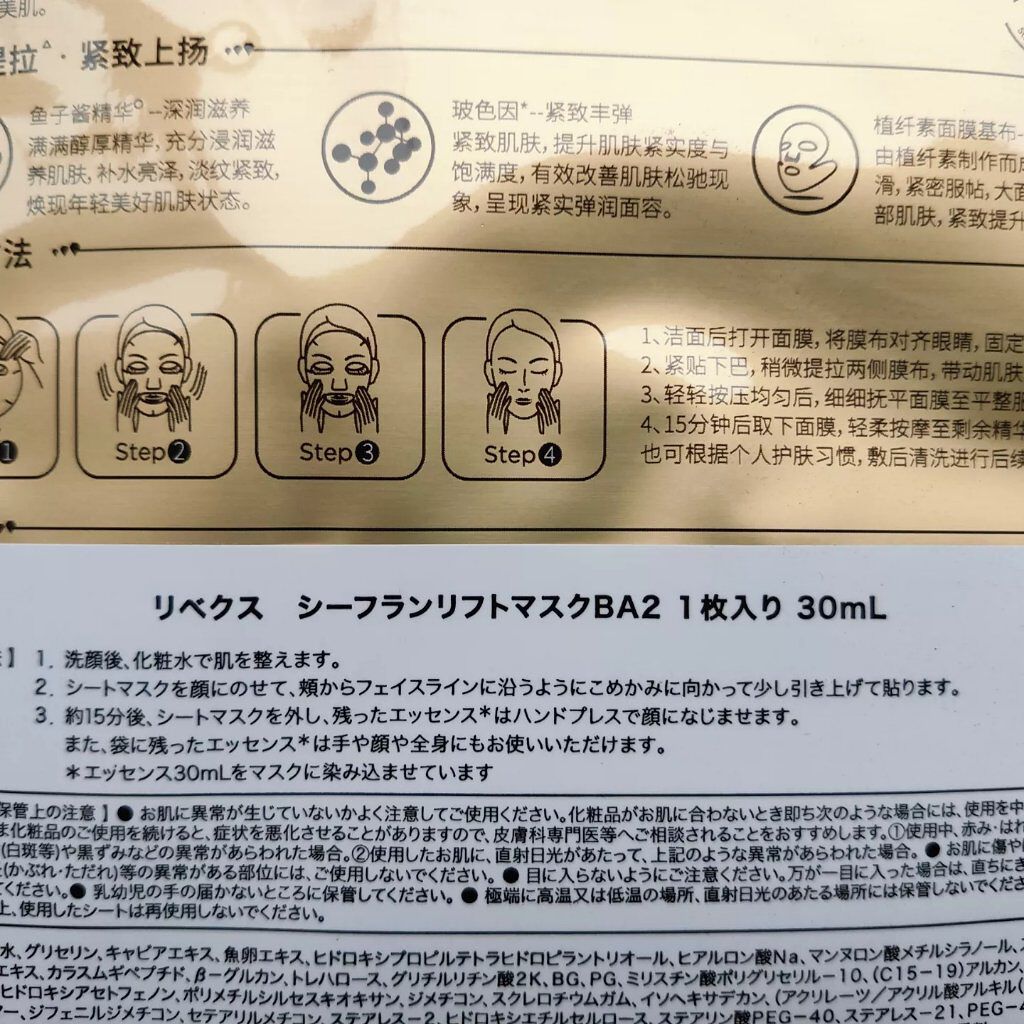 美肌。
提拉△·紧致上扬
鱼子酱精华○--深润滋养
满满醇厚精华,充分浸润滋
养肌肤,补水亮泽,淡纹紧致,
焕现年轻美好肌肤状态。
玻色因*--紧致丰弹
紧致肌肤,提升肌肤紧实度与
饱满度,有效改善肌肤松驰现
象,呈现紧实弹润面容。
植纤素面膜基布-
由植纤素制作而成
滑,紧密服帖,大面
部肌肤,紧致提升
法
1
Step2
Step3
Step4
1、洁面后打开面膜,将膜布对齐眼睛,固定
2、紧贴下巴,稍微提拉两侧膜布,带动肌肤
3、轻轻按压均匀后,细细抚平面膜至平整服
4、15分钟后取下面膜,轻柔按摩至剩余精华
也可根据个人护肤习惯,敷后清洗进行后续
リベクス シーフランリフトマスクBA2 1枚入り 30mL
】 1. 洗顔後、化粧水で肌を整えます。
2. シートマスクを顔にのせて、頬からフェイスラインに沿うようにこめかみに向かって少し引き上げて貼ります。
3. 約15分後、シートマスクを外し、残ったエッセンス*はハンドプレスで顔になじませます。
また、袋に残ったエッセンス*は手や顔や全身にもお使いいただけます。
*エッセンス30mLをマスクに染み込ませています
保管上の注意】● お肌に異常が生じていないかよく注意してご使用ください。化粧品がお肌に合わないとき即ち次のような場合には、使用を中
ま化粧品のご使用を続けると、症状を悪化させることがありますので、皮膚科専門医等へご相談されることをおすすめします。①使用中、赤み・はれ
(白斑等)や黒ずみなどの異常があらわれた場合。②使用したお肌に、直射日光があたって、上記のような異常があらわれた場合。● お肌に傷や
(かぶれ・ただれ)等の異常がある部位には、ご使用しないでください。● 目に入らないようにご注意ください。万が一目に入った場合は、直ちにき
ください。● 乳幼児の手の届かないところに保管してください。● 極端に高温又は低温の場所、直射日光のあたる場所には保管しないでくださ
上、使用したシートは再使用しないでください。
水、グリセリン、キャビアエキス、魚卵エキス、ヒドロキシプロピルテトラヒドロピラントリオール、ヒアルロン酸Na、マンヌロン酸メチルシラノール、
エキス、カラスムギペプチド、β-グルカン、トレハロース、グリチルリチン酸2K、BG、PG、ミリスチン酸ポリグリセリル-10、(C15-19)アルカン、
ヒドロキシアセトフェノン、ポリメチルシルセスキオキサン、ジメチコン、スクレロチウムガム、イソヘキサデカン、(アクリレーツ/アクリル酸アルキル(
ー、ジフェニルジメチコン、セテアリルメチコン、ステアレス-2、ヒドロキシエチルセルロース、ステアリン酸PEG-40、ステアレス-21、PEG-4